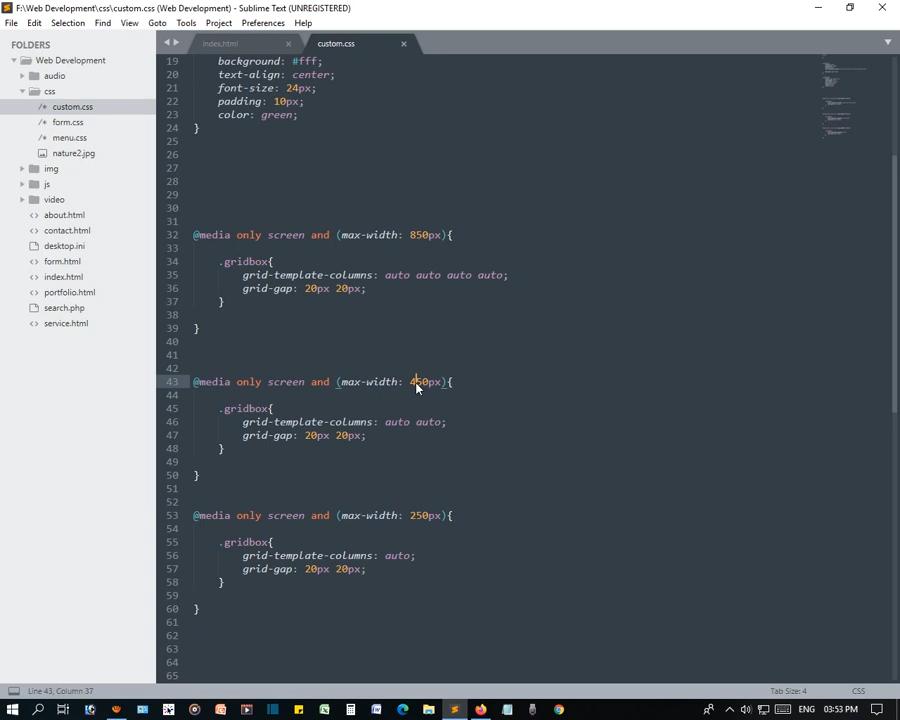 F:\Web Development\css\custom.css (Web Development) - Sublime Text (UNREGISTERED)
File Edit Selection Find View Goto Tools Project Preferences Help
FOLDERS
Web Development
audio
css
/* custom.css
/* form.css
/* menu.css
nature2.jpg
img
js
video
<> about.html
<> contact.html
desktop.ini
<> form.html
<> index.html
<> portfolio.html
<> search.php
<> service.html
index.html × custom.css ×
19 background: #fff;
20 text-align: center;
21 font-size: 24px;
22 padding: 10px;
23 color: green;
24 }
25
26
27
28
29
30
31
32 @media only screen and (max-width: 850px){
33
34 .gridbox{
35 grid-template-columns: auto auto auto auto;
36 grid-gap: 20px 20px;
37 }
38
39 }
40
41
42
43 @media only screen and (max-width: 450px){
44
45 .gridbox{
46 grid-template-columns: auto auto;
47 grid-gap: 20px 20px;
48 }
49
50 }
51
52
53 @media only screen and (max-width: 250px){
54
55 .gridbox{
56 grid-template-columns: auto;
57 grid-gap: 20px 20px;
58 }
59
60 }
61
62
63
64
65
Line 43, Column 37 Tab Size: 4 CSS
ENG 03:53 PM